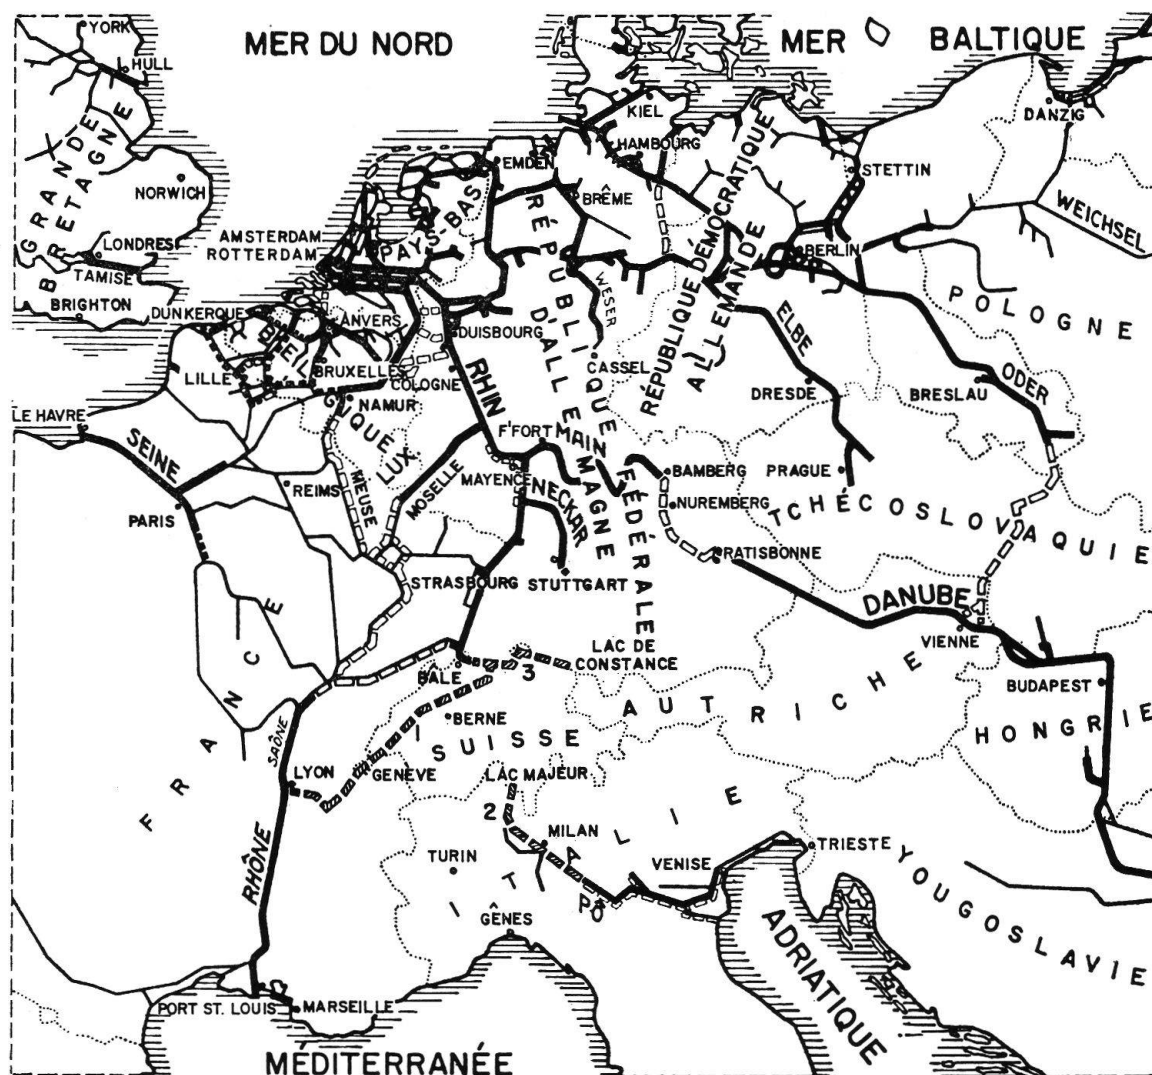 YORK
MER DU NORD
MER
BALTIQUE
HULL
KIEL
DANZIG
GRANDE
BRETAGNE
HAMBOURG
EMDEN
STETTIN
NORWICH
BRÊME
WEICHSEL
PAYS-BAS
AMSTERDAM
ROTTERDAM
LONDRES
TAMISE
BERLIN
BRIGHTON
RÉPUBLIQUE
D'ALLEMAGNE
FÉDÉRALE
RÉPUBLIQUE DÉMOCRATIQUE
ALLEMANDE
POLOGNE
WESER
DUNKERQUE
ANVERS
DUISBOURG
ELBE
LILLE
BRUXELLES
COLOGNE
RHIN
CASSEL
DRESDE
BRESLAU
ODER
NAMUR
LE HAVRE
LUX
SEINE
F'FORT
MAIN
BAMBERG
PRAGUE
REIMS
MEUSE
MOSELLE
MAYENCE
NECKAR
NUREMBERG
PARIS
TCHÉCOSLOVAQUIE
RATISBONNE
STRASBOURG
STUTTGART
DANUBE
VIENNE
FRANCE
LAC DE
CONSTANCE
BÂLE
3
BUDAPEST
AUTRICHE
BERNE
HONGRIE
SAÔNE
SUISSE
LYON
GENÈVE
LAC MAJEUR
2
MILAN
ITALIE
TRIESTE
RHÔNE
TURIN
VENISE
YOUGOSLAVIE
PÔ
GÊNES
ADRIATIQUE
PORT ST. LOUIS
MARSEILLE
MÉDITERRANÉE